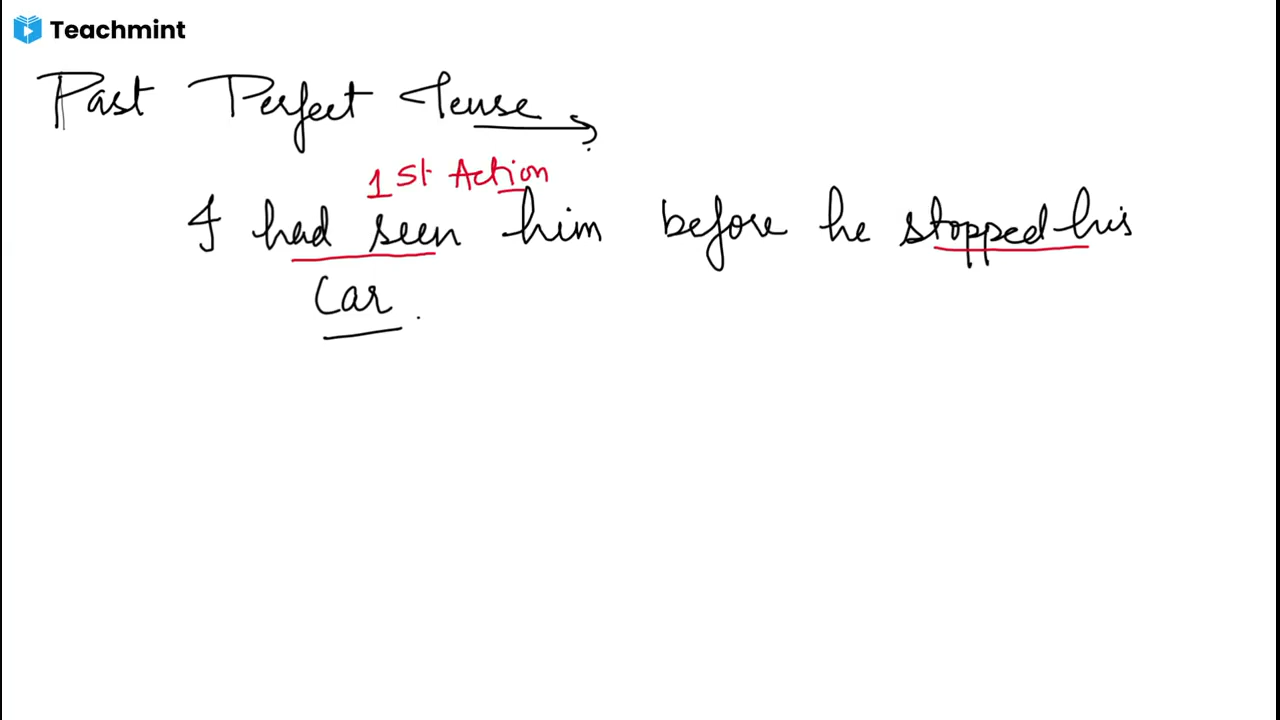 Teachmint
Past Perfect Tense
1st Action
I had seen him before he stopped his
Car.